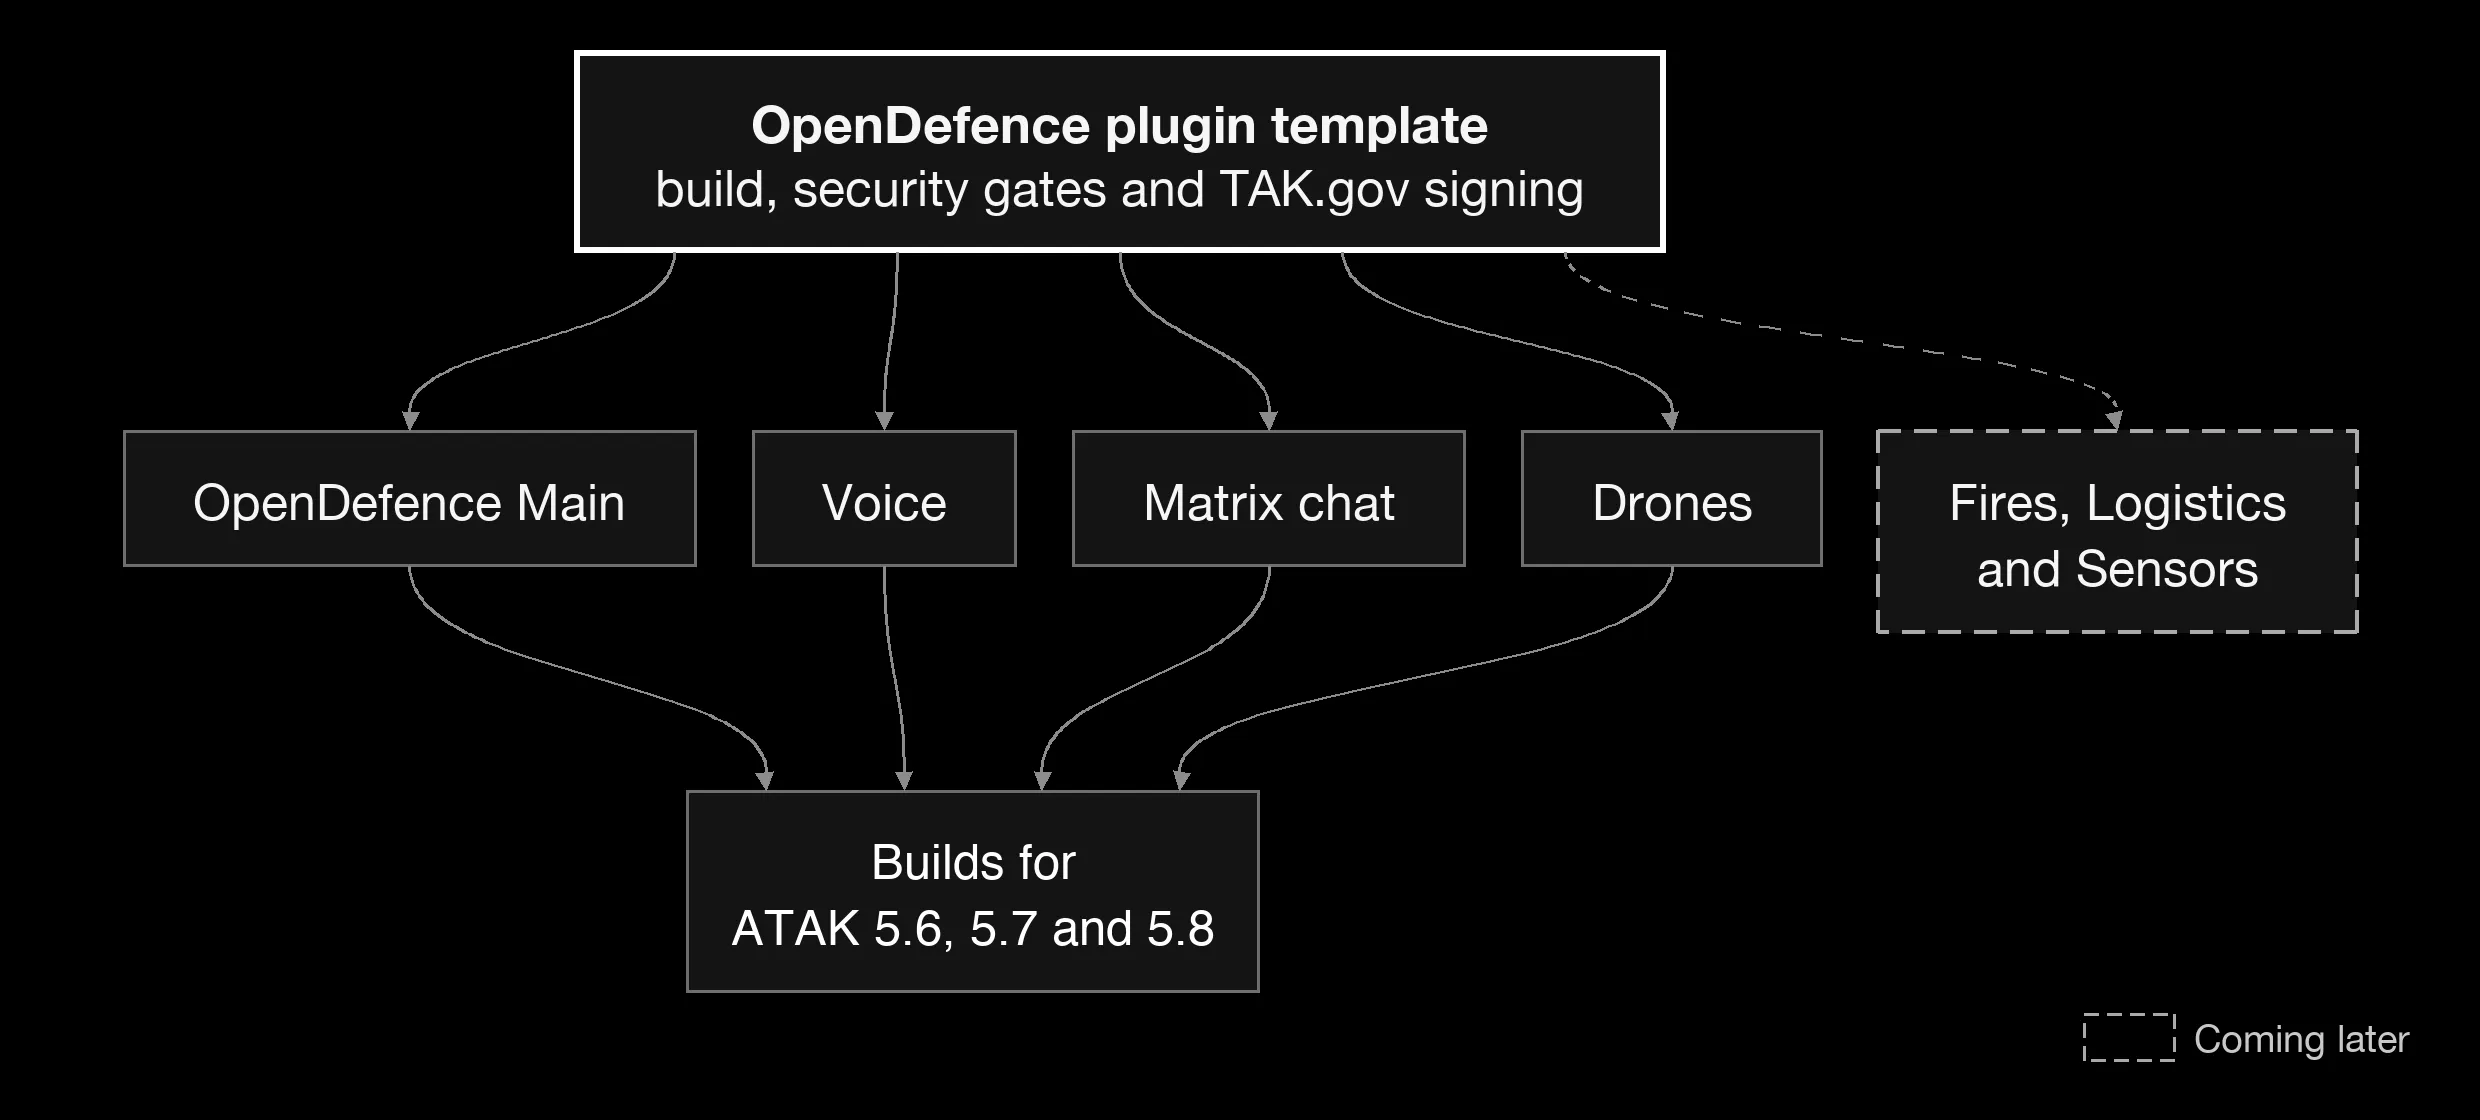 OpenDefence plugin template
build, security gates and TAK.gov signing
OpenDefence Main
Voice
Matrix chat
Drones
Fires, Logistics
and Sensors
Builds for
ATAK 5.6, 5.7 and 5.8
Coming later